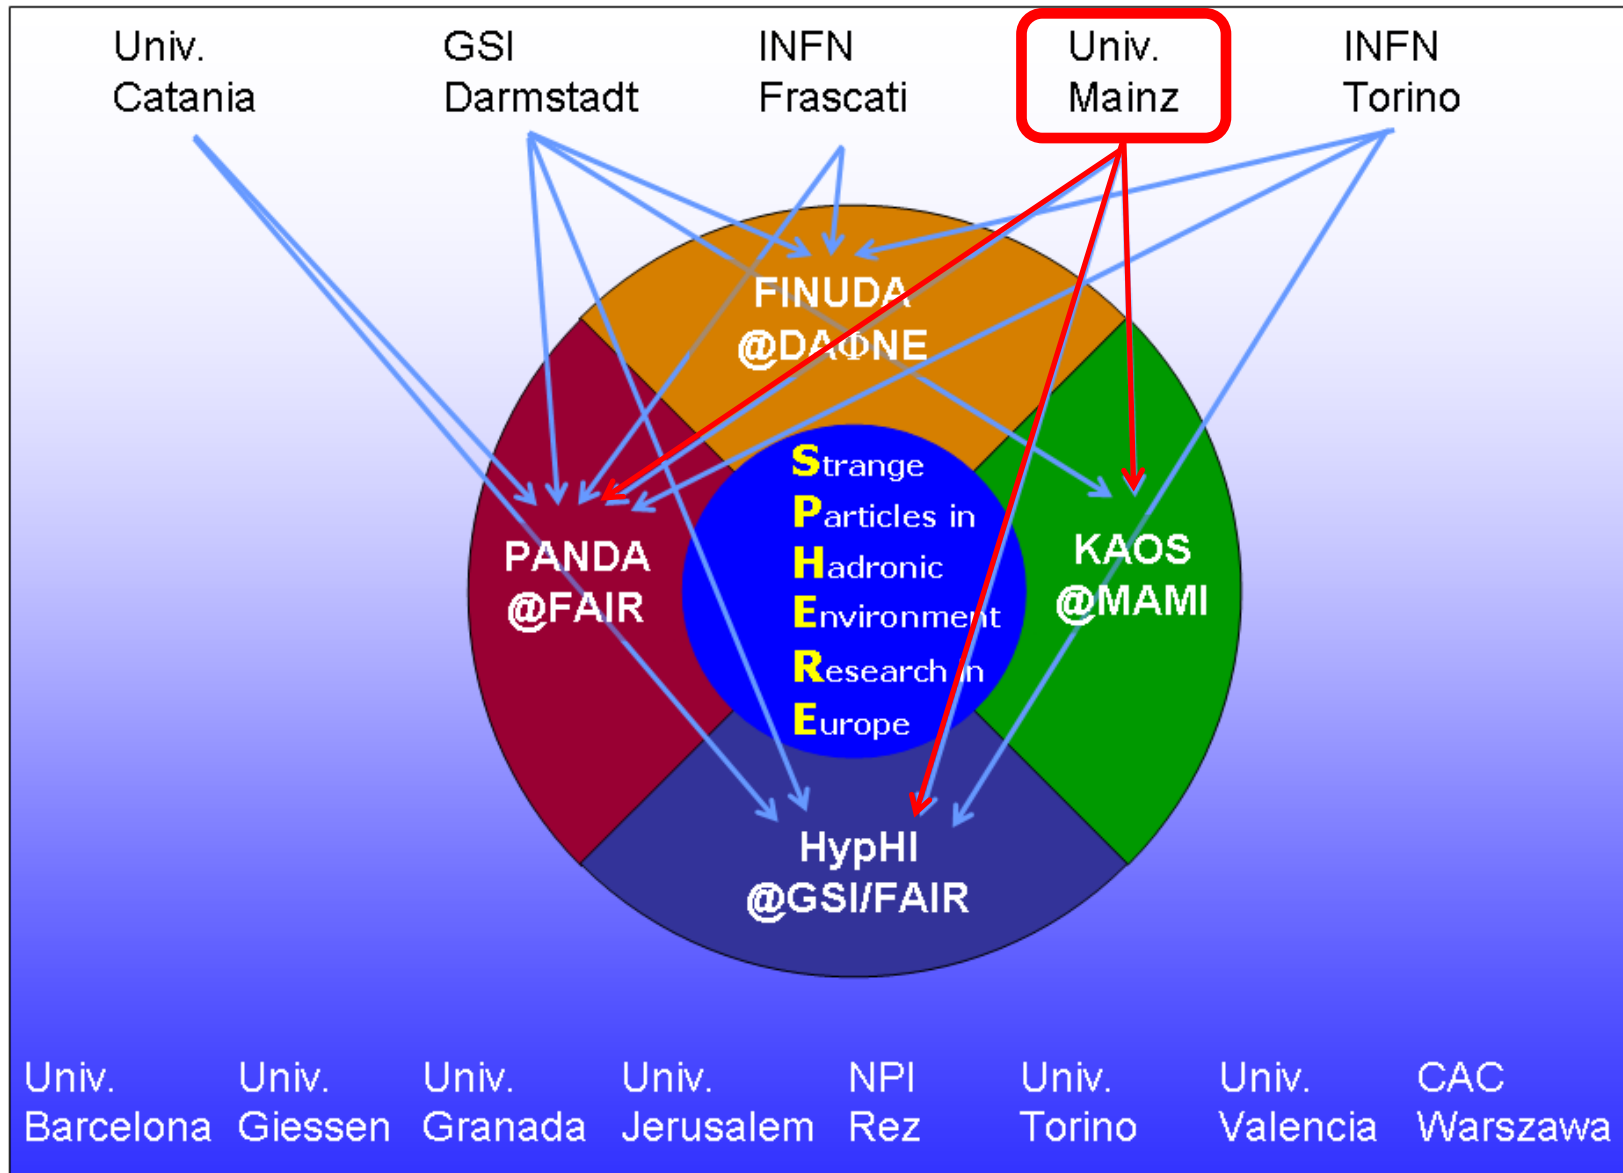 Univ.
Catania
GSI
Darmstadt
INFN
Frascati
Univ.
Mainz
INFN
Torino
FINUDA
@DAΦNE
PANDA
@FAIR
Strange
Particles in
Hadronic
Environment
Research in
Europe
KAOS
@MAMI
HypHI
@GSI/FAIR
Univ.
Barcelona
Univ.
Giessen
Univ.
Granada
Univ.
Jerusalem
NPI
Rez
Univ.
Torino
Univ.
Valencia
CAC
Warszawa